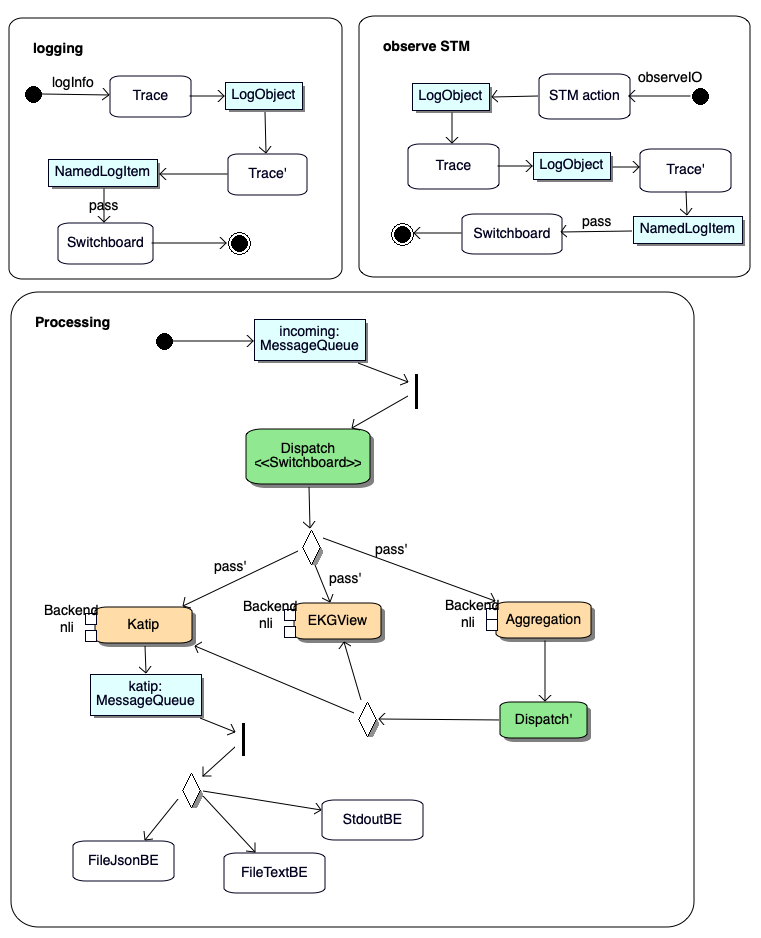 logging
logInfo
Trace
LogObject
NamedLogItem
Trace'
pass
Switchboard
observe STM
observeIO
LogObject
STM action
Trace
LogObject
Trace'
Switchboard
pass
NamedLogItem
Processing
incoming:
MessageQueue
Dispatch
<<Switchboard>>
pass'
pass'
pass'
Backend
nli
Katip
Backend
nli
EKGView
Backend
nli
Aggregation
katip:
MessageQueue
Dispatch'
StdoutBE
FileJsonBE
FileTextBE